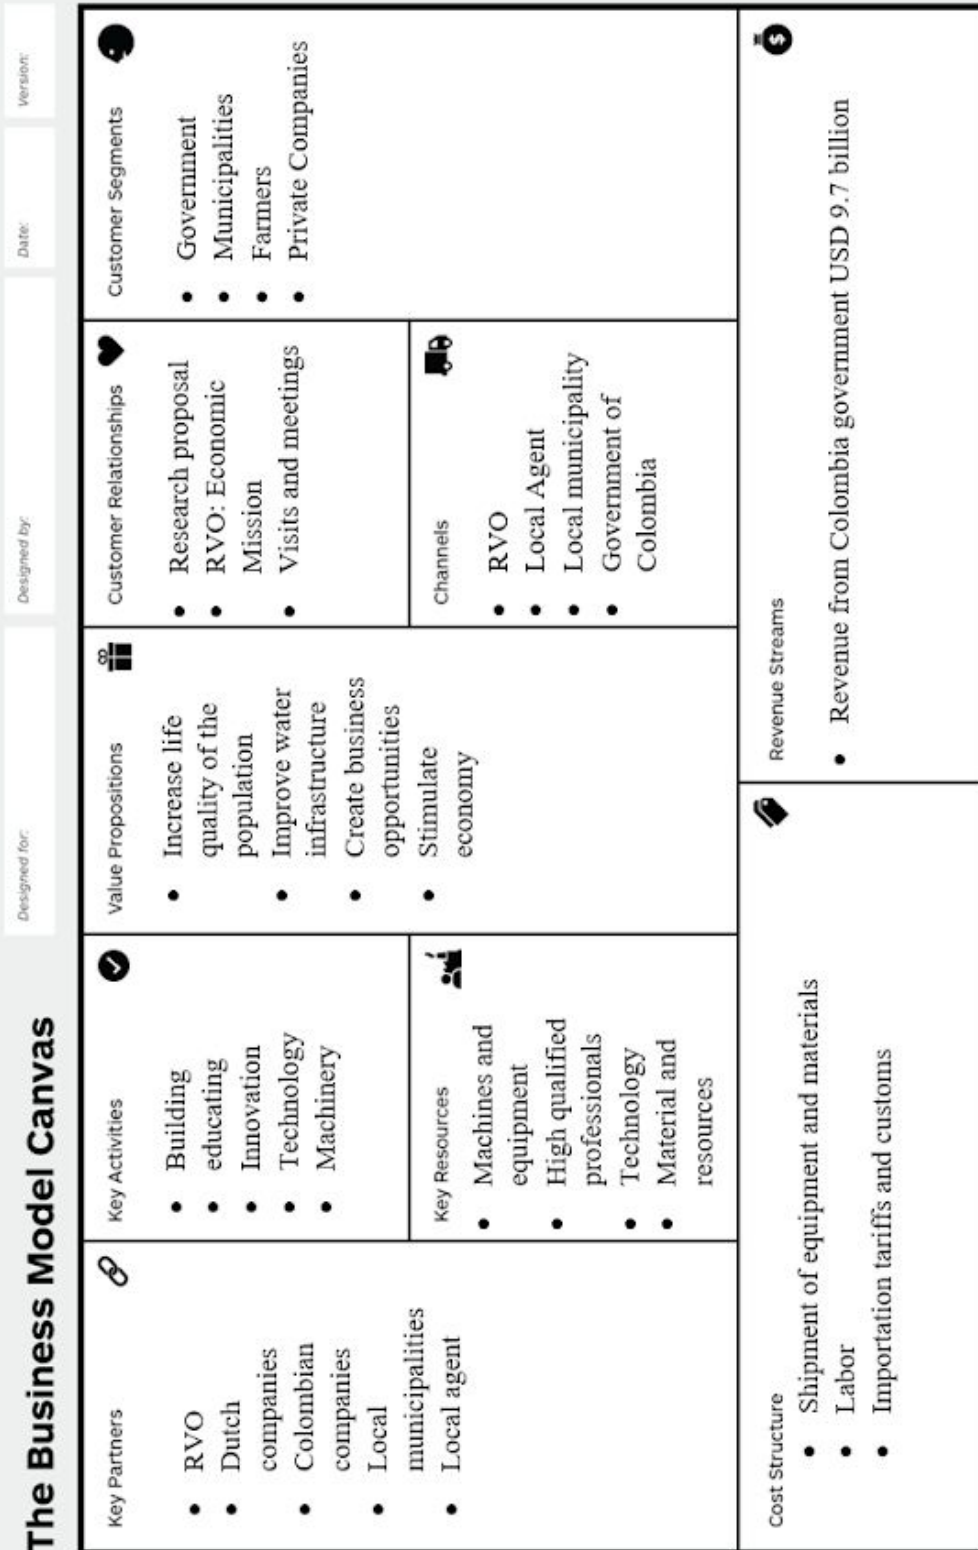 The Business Model Canvas
Designed for:
Designed by:
Date:
Version:
Key Partners
• RVO
• Dutch
companies
• Colombian
companies
• Local
municipalities
• Local agent
Key Activities
• Building
• educating
• Innovation
• Technology
• Machinery
Key Resources
• Machines and
equipment
• High qualified
professionals
• Technology
• Material and
resources
Value Propositions
• Increase life
quality of the
population
• Improve water
infrastructure
• Create business
opportunities
• Stimulate
economy
Customer Relationships
• Research proposal
• RVO: Economic
Mission
• Visits and meetings
Channels
• RVO
• Local Agent
• Local municipality
• Government of
Colombia
Customer Segments
• Government
• Municipalities
• Farmers
• Private Companies
Cost Structure
• Shipment of equipment and materials
• Labor
• Importation tariffs and customs
Revenue Streams
• Revenue from Colombia government USD 9.7 billion